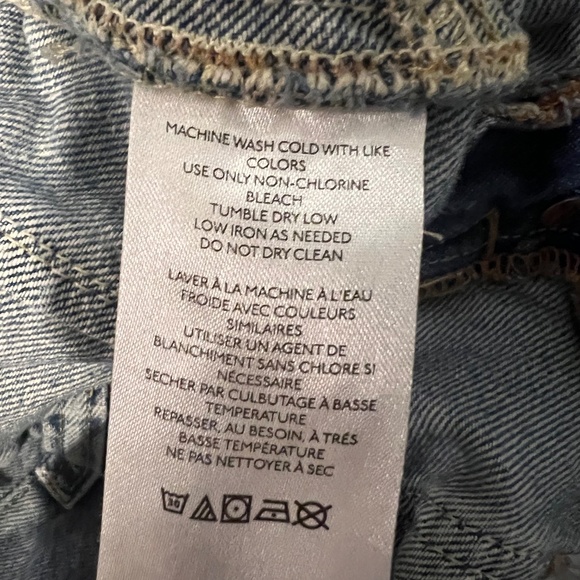 MACHINE WASH COLD WITH LIKE
COLORS
USE ONLY NON-CHLORINE
BLEACH
TUMBLE DRY LOW
LOW IRON AS NEEDED
DO NOT DRY CLEAN
LAVER À LA MACHINE À L'EAU
FROIDE AVEC COULEURS
SIMILAIRES
UTILISER UN AGENT DE
BLANCHIMENT SANS CHLORE SI
NÉCESSAIRE
SECHER PAR CULBUTAGE À BASSE
TEMPERATURE
REPASSER, AU BESOIN, À TRÉS
BASSE TEMPÉRATURE
NE PAS NETTOYER À SEC
30